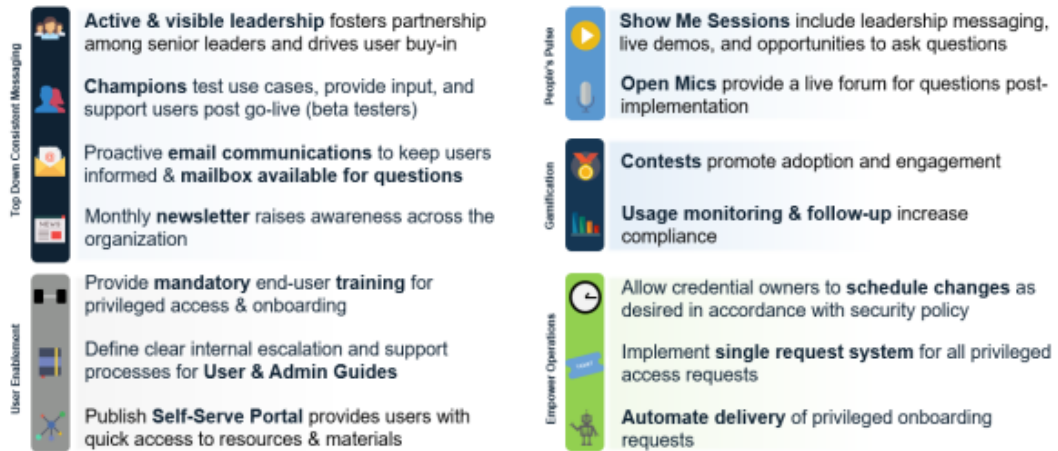 Top Down Consistent Messaging
Active & visible leadership fosters partnership
among senior leaders and drives user buy-in
Champions test use cases, provide input, and
support users post go-live (beta testers)
Proactive email communications to keep users
informed & mailbox available for questions
NEWS
Monthly newsletter raises awareness across the
organization
User Enablement
Provide mandatory end-user training for
privileged access & onboarding
Define clear internal escalation and support
processes for User & Admin Guides
Publish Self-Serve Portal provides users with
quick access to resources & materials
People's Pulse
Show Me Sessions include leadership messaging,
live demos, and opportunities to ask questions
Open Mics provide a live forum for questions post-
implementation
Gamification
Contests promote adoption and engagement
Usage monitoring & follow-up increase
compliance
Empower Operations
Allow credential owners to schedule changes as
desired in accordance with security policy
TICKET
Implement single request system for all privileged
access requests
Automate delivery of privileged onboarding
requests